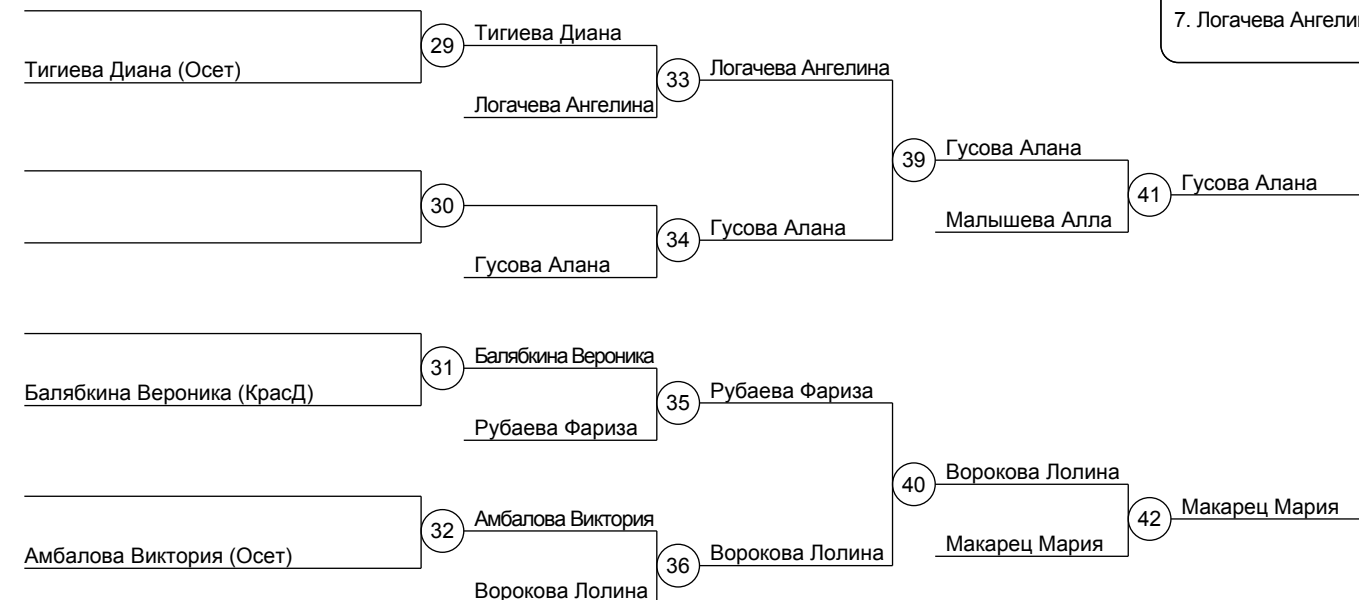 7. Логачева
29
Тигиева Диана
Тигиева Диана (Осет)
33
Логачева Ангелина
Логачева Ангелина
39
Гусова Алана
41
Гусова Алана
Малышева Алла
30
34
Гусова Алана
Гусова Алана
31
Балябкина Вероника
Балябкина Вероника (КрасД)
35
Рубаева Фариза
Рубаева Фариза
40
Ворокова Лолина
42
Макарец Мария
Макарец Мария
32
Амбалова Виктория
Амбалова Виктория (Осет)
36
Ворокова Лолина
Ворокова Лолина